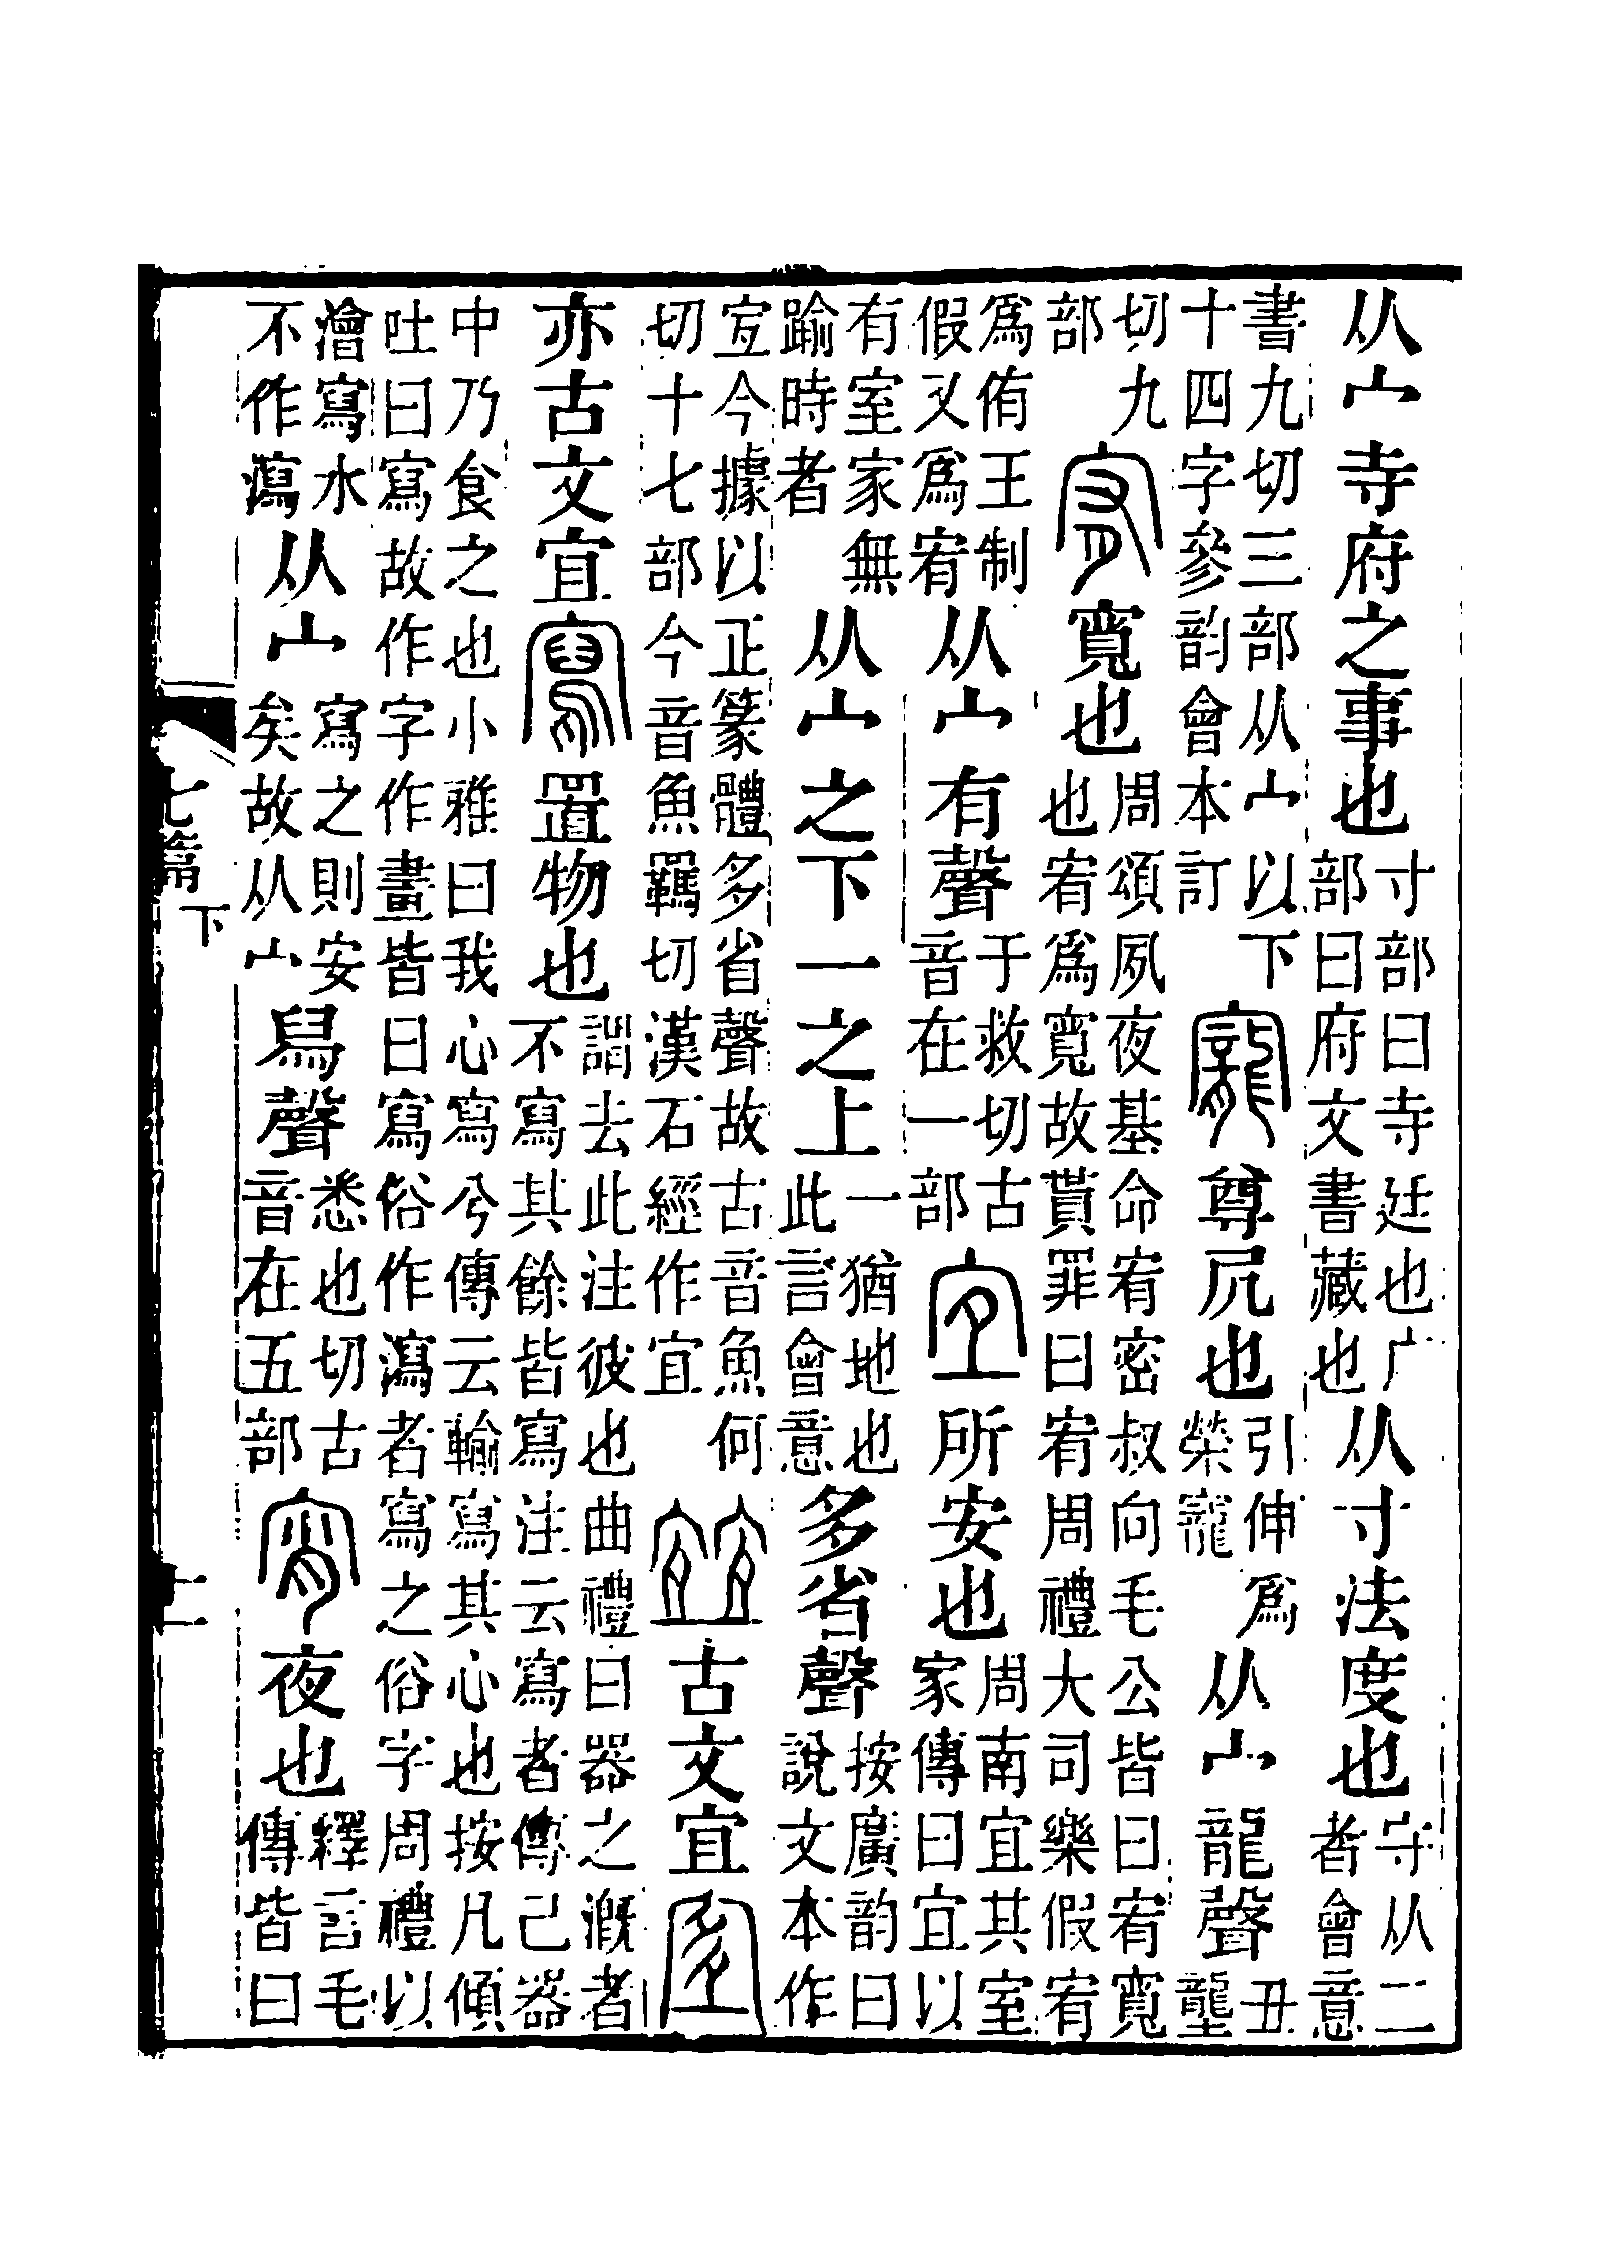 从宀寺府之事也寸部曰寺廷也广部曰府文書藏也从寸法度也守从二者會意
書九切三部从宀以下十四字參韵會本訂寵尊凥也引伸爲榮寵从宀龍聲丑壟
切九部宥寬也周頌夙夜基命宥密叔向毛公皆曰宥寬也宥爲寬故貰罪曰宥周禮大司樂假宥
爲侑王制假又爲宥从宀有聲于救切古音在一部宐所安也周南宜其室家傳曰宜以
有室家無踰時者从宀之下一之上一猶地也此言會意多省聲按廣韵曰說文本作
宐今據以正篆體多省聲故古音魚何切十七部今音魚羈切漢石經作宜古文宜
亦古文宜寫置物也謂去此注彼也曲禮曰器之漑者不寫其餘皆寫注云寫者傳己器
中乃食之也小雅曰我心寫兮傳云輸寫其心也按凡傾吐曰寫故作字作畫皆曰寫俗作瀉者寫之俗字周禮以
澮寫水不作瀉从宀寫之則安矣故从宀舄聲悉也切古音在五部宵夜也釋言毛傳皆曰
七篇下